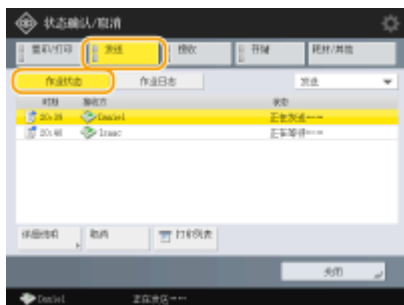 状态确认/取消
复印/打印 发送 接收 存储 耗材/其他
作业状态 作业日志 发送
时间 接收方 状态
20:39 Daniel 正在发送……
20:40 Isaac 正在等待……
详细说明 取消 打印列表
关闭
Daniel 正在发送……